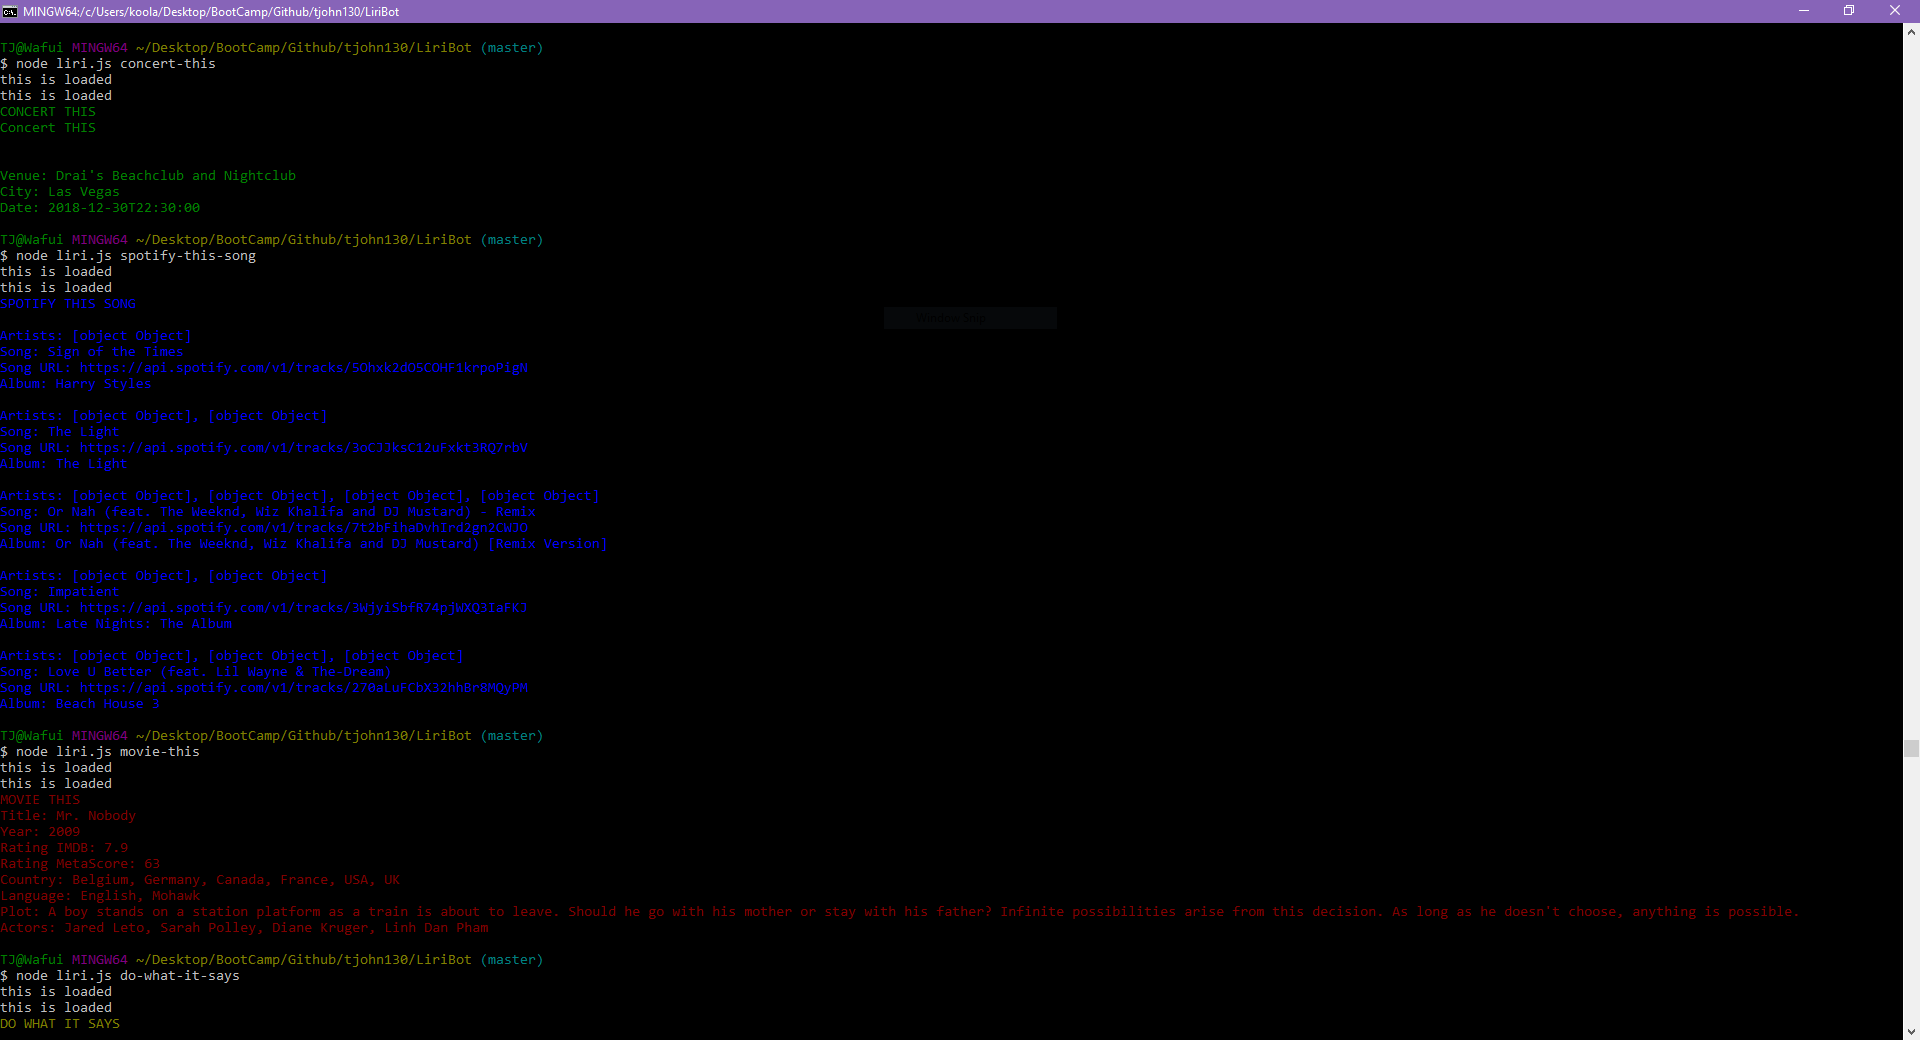 MINGW64:/c/Users/koola/Desktop/BootCamp/Github/tjohn130/LiriBot
TJ@Wafui MINGW64 ~/Desktop/BootCamp/Github/tjohn130/LiriBot (master)
$ node liri.js concert-this
this is loaded
this is loaded
CONCERT THIS
Concert THIS
Venue: Drai's Beachclub and Nightclub
City: Las Vegas
Date: 2018-12-30T22:30:00
TJ@Wafui MINGW64 ~/Desktop/BootCamp/Github/tjohn130/LiriBot (master)
$ node liri.js spotify-this-song
this is loaded
this is loaded
SPOTIFY THIS SONG
Artists: [object Object]
Song: Sign of the Times
Song URL: https://api.spotify.com/v1/tracks/5Ohxk2dO5COHF1krpoPigN
Album: Harry Styles
Artists: [object Object], [object Object]
Song: The Light
Song URL: https://api.spotify.com/v1/tracks/3oCJJksC12uFxkt3RQ7rbV
Album: The Light
Artists: [object Object], [object Object], [object Object], [object Object]
Song: Or Nah (feat. The Weeknd, Wiz Khalifa and DJ Mustard) - Remix
Song URL: https://api.spotify.com/v1/tracks/7t2bFihaDvhIrd2gn2CWJO
Album: Or Nah (feat. The Weeknd, Wiz Khalifa and DJ Mustard) [Remix Version]
Artists: [object Object], [object Object]
Song: Impatient
Song URL: https://api.spotify.com/v1/tracks/3WjyiSbfR74pjWXQ3IaFKJ
Album: Late Nights: The Album
Artists: [object Object], [object Object], [object Object]
Song: Love U Better (feat. Lil Wayne & The-Dream)
Song URL: https://api.spotify.com/v1/tracks/270aLuFCbX32hhBr8MQyPM
Album: Beach House 3
TJ@Wafui MINGW64 ~/Desktop/BootCamp/Github/tjohn130/LiriBot (master)
$ node liri.js movie-this
this is loaded
this is loaded
MOVIE THIS
Title: Mr. Nobody
Year: 2009
Rating IMDB: 7.9
Rating MetaScore: 63
Country: Belgium, Germany, Canada, France, USA, UK
Language: English, Mohawk
Plot: A boy stands on a station platform as a train is about to leave. Should he go with his mother or stay with his father? Infinite possibilities arise from this decision. As long as he doesn't choose, anything is possible.
Actors: Jared Leto, Sarah Polley, Diane Kruger, Linh Dan Pham
TJ@Wafui MINGW64 ~/Desktop/BootCamp/Github/tjohn130/LiriBot (master)
$ node liri.js do-what-it-says
this is loaded
this is loaded
DO WHAT IT SAYS